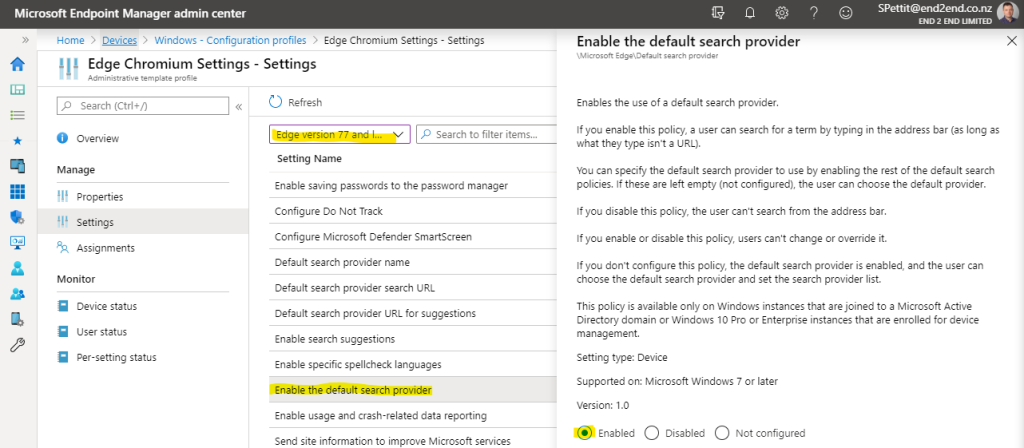 Microsoft Endpoint Manager admin center
SPettit@end2end.co.nz
END 2 END LIMITED
Home > Devices > Windows - Configuration profiles > Edge Chromium Settings - Settings
Edge Chromium Settings - Settings
Administrative template profile
Search (Ctrl+/)
Overview
Manage
Properties
Settings
Assignments
Monitor
Device status
User status
Per-setting status
Refresh
Edge version 77 and l...
Search to filter items...
Setting Name
Enable saving passwords to the password manager
Configure Do Not Track
Configure Microsoft Defender SmartScreen
Default search provider name
Default search provider search URL
Default search provider URL for suggestions
Enable search suggestions
Enable specific spellcheck languages
Enable the default search provider
Enable usage and crash-related data reporting
Send site information to improve Microsoft services
Enable the default search provider
\Microsoft Edge\Default search provider
Enables the use of a default search provider.
If you enable this policy, a user can search for a term by typing in the address bar (as long as
what they type isn't a URL).
You can specify the default search provider to use by enabling the rest of the default search
policies. If these are left empty (not configured), the user can choose the default provider.
If you disable this policy, the user can't search from the address bar.
If you enable or disable this policy, users can't change or override it.
If you don't configure this policy, the default search provider is enabled, and the user can
choose the default search provider and set the search provider list.
This policy is available only on Windows instances that are joined to a Microsoft Active
Directory domain or Windows 10 Pro or Enterprise instances that are enrolled for device
management.
Setting type: Device
Supported on: Microsoft Windows 7 or later
Version: 1.0
Enabled
Disabled
Not configured